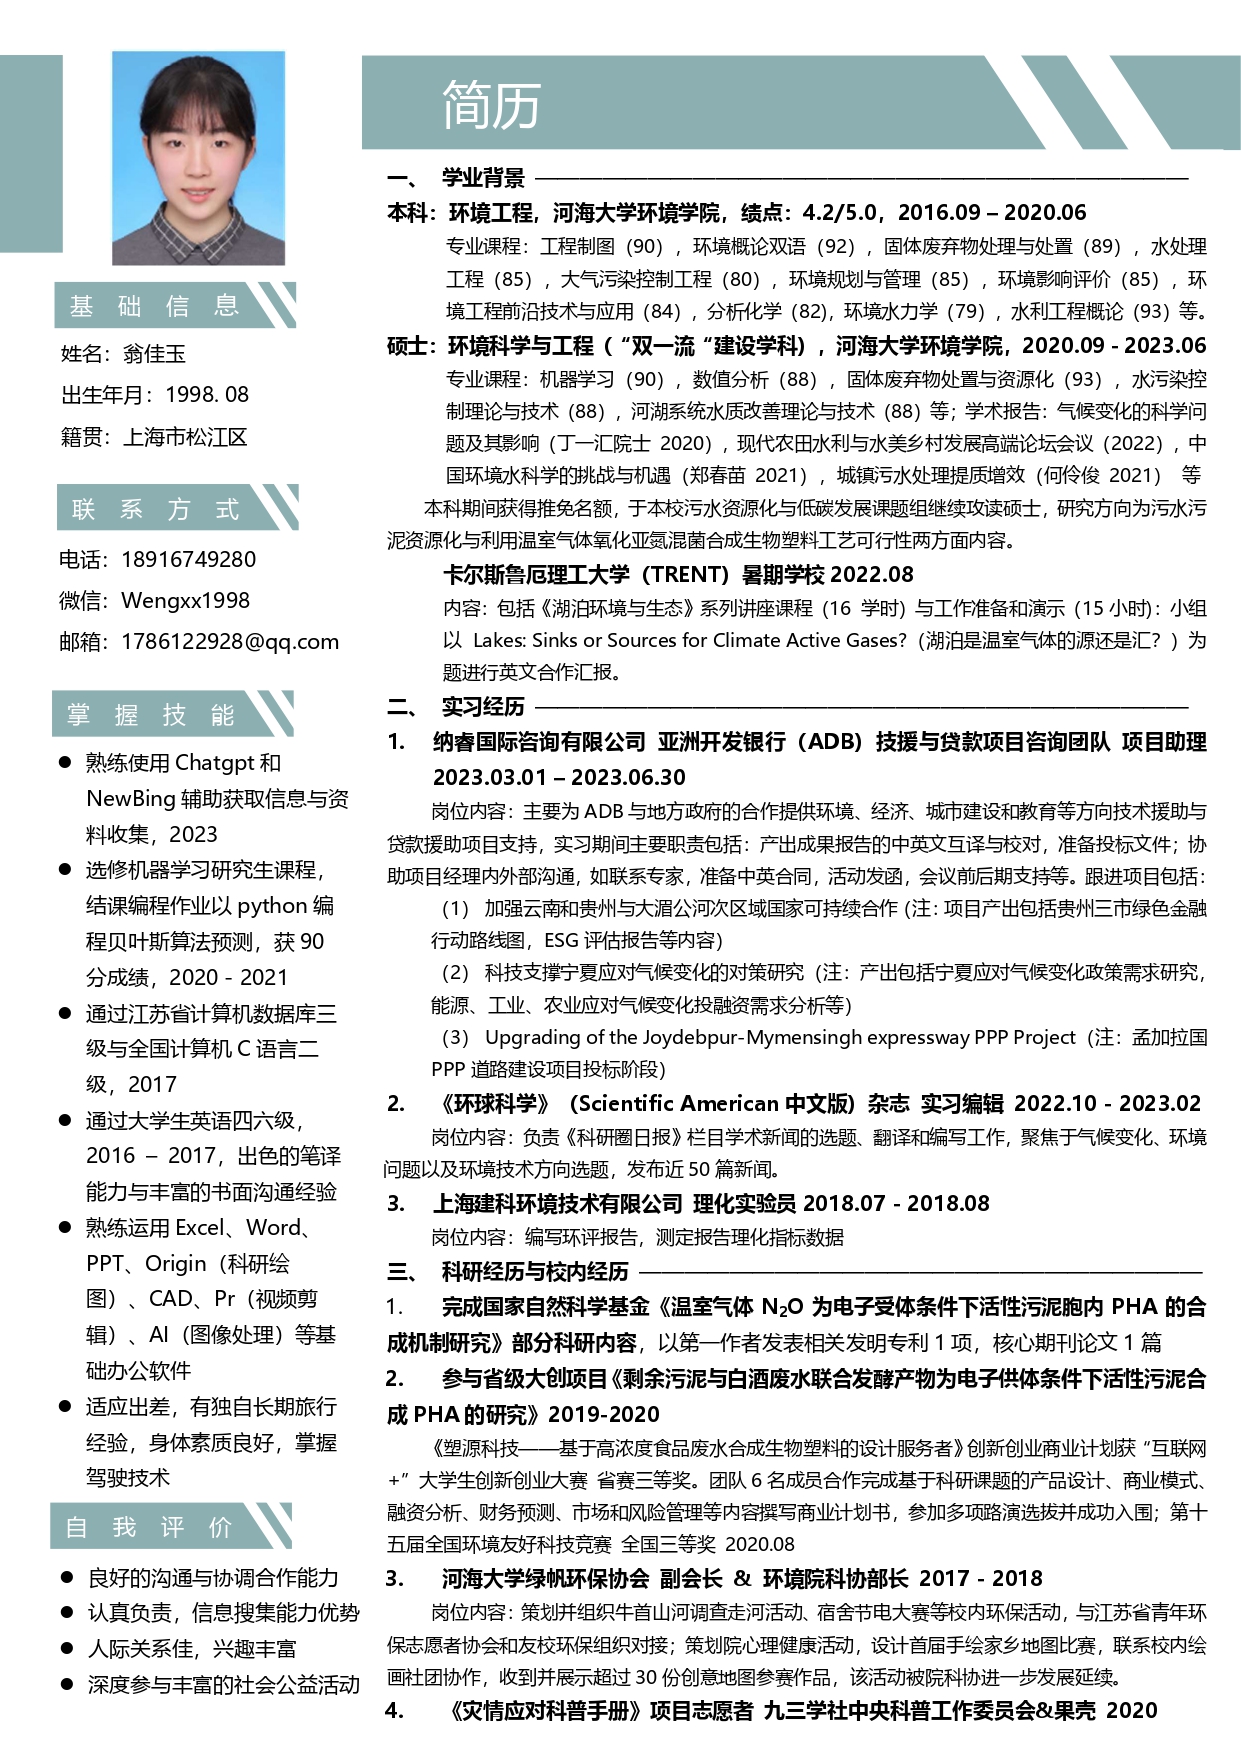 简历
基 础 信 息
姓名：翁佳玉
出生年月：1998. 08
籍贯：上海市松江区
联 系 方 式
电话：18916749280
微信：Wengxx1998
邮箱：1786122928@qq.com
掌 握 技 能
● 熟练使用 Chatgpt 和
NewBing 辅助获取信息与资
料收集，2023
● 选修机器学习研究生课程，
结课编程作业以 python 编
程贝叶斯算法预测，获 90
分成绩，2020 - 2021
● 通过江苏省计算机数据库三
级与全国计算机 C 语言二
级，2017
● 通过大学生英语四六级，
2016 – 2017，出色的笔译
能力与丰富的书面沟通经验
● 熟练运用 Excel、Word、
PPT、Origin（科研绘
图）、CAD、Pr（视频剪
辑）、AI（图像处理）等基
础办公软件
● 适应出差，有独自长期旅行
经验，身体素质良好，掌握
驾驶技术
自 我 评 价
● 良好的沟通与协调合作能力
● 认真负责，信息搜集能力优势
● 人际关系佳，兴趣丰富
● 深度参与丰富的社会公益活动
一、 学业背景
本科：环境工程，河海大学环境学院，绩点：4.2/5.0，2016.09 – 2020.06
专业课程：工程制图（90），环境概论双语（92），固体废弃物处理与处置（89），水处理
工程（85），大气污染控制工程（80），环境规划与管理（85），环境影响评价（85），环
境工程前沿技术与应用（84），分析化学（82)，环境水力学（79），水利工程概论（93）等。
硕士：环境科学与工程（“双一流“建设学科），河海大学环境学院，2020.09 - 2023.06
专业课程：机器学习（90），数值分析（88），固体废弃物处置与资源化（93），水污染控
制理论与技术（88），河湖系统水质改善理论与技术（88）等；学术报告：气候变化的科学问
题及其影响（丁一汇院士 2020），现代农田水利与水美乡村发展高端论坛会议（2022），中
国环境水科学的挑战与机遇（郑春苗 2021），城镇污水处理提质增效（何伶俊 2021） 等
本科期间获得推免名额，于本校污水资源化与低碳发展课题组继续攻读硕士，研究方向为污水污
泥资源化与利用温室气体氧化亚氮混菌合成生物塑料工艺可行性两方面内容。
卡尔斯鲁厄理工大学（TRENT）暑期学校 2022.08
内容：包括《湖泊环境与生态》系列讲座课程（16 学时）与工作准备和演示（15 小时）：小组
以 Lakes: Sinks or Sources for Climate Active Gases?（湖泊是温室气体的源还是汇？）为
题进行英文合作汇报。
二、 实习经历
1. 纳睿国际咨询有限公司 亚洲开发银行（ADB）技援与贷款项目咨询团队 项目助理
2023.03.01 – 2023.06.30
岗位内容：主要为 ADB 与地方政府的合作提供环境、经济、城市建设和教育等方向技术援助与
贷款援助项目支持，实习期间主要职责包括：产出成果报告的中英文互译与校对，准备投标文件；协
助项目经理内外部沟通，如联系专家，准备中英合同，活动发函，会议前后期支持等。跟进项目包括：
（1） 加强云南和贵州与大湄公河次区域国家可持续合作（注：项目产出包括贵州三市绿色金融
行动路线图，ESG 评估报告等内容）
（2） 科技支撑宁夏应对气候变化的对策研究（注：产出包括宁夏应对气候变化政策需求研究，
能源、工业、农业应对气候变化投融资需求分析等）
（3） Upgrading of the Joydebpur-Mymensingh expressway PPP Project（注：孟加拉国
PPP 道路建设项目投标阶段）
2. 《环球科学》（Scientific American 中文版）杂志 实习编辑 2022.10 - 2023.02
岗位内容：负责《科研圈日报》栏目学术新闻的选题、翻译和编写工作，聚焦于气候变化、环境
问题以及环境技术方向选题，发布近 50 篇新闻。
3. 上海建科环境技术有限公司 理化实验员 2018.07 - 2018.08
岗位内容：编写环评报告，测定报告理化指标数据
三、 科研经历与校内经历
1. 完成国家自然科学基金《温室气体 N₂O 为电子受体条件下活性污泥胞内 PHA 的合
成机制研究》部分科研内容，以第一作者发表相关发明专利 1 项，核心期刊论文 1 篇
2. 参与省级大创项目《剩余污泥与白酒废水联合发酵产物为电子供体条件下活性污泥合
成 PHA 的研究》2019-2020
《塑源科技——基于高浓度食品废水合成生物塑料的设计服务者》创新创业商业计划获“互联网
+”大学生创新创业大赛 省赛三等奖。团队 6 名成员合作完成基于科研课题的产品设计、商业模式、
融资分析、财务预测、市场和风险管理等内容撰写商业计划书，参加多项路演选拔并成功入围；第十
五届全国环境友好科技竞赛 全国三等奖 2020.08
3. 河海大学绿帆环保协会 副会长 & 环境院科协部长 2017 - 2018
岗位内容：策划并组织牛首山河调查走河活动、宿舍节电大赛等校内环保活动，与江苏省青年环
保志愿者协会和友校环保组织对接；策划院心理健康活动，设计首届手绘家乡地图比赛，联系校内绘
画社团协作，收到并展示超过 30 份创意地图参赛作品，该活动被院科协进一步发展延续。
4. 《灾情应对科普手册》项目志愿者 九三学社中央科普工作委员会&果壳 2020